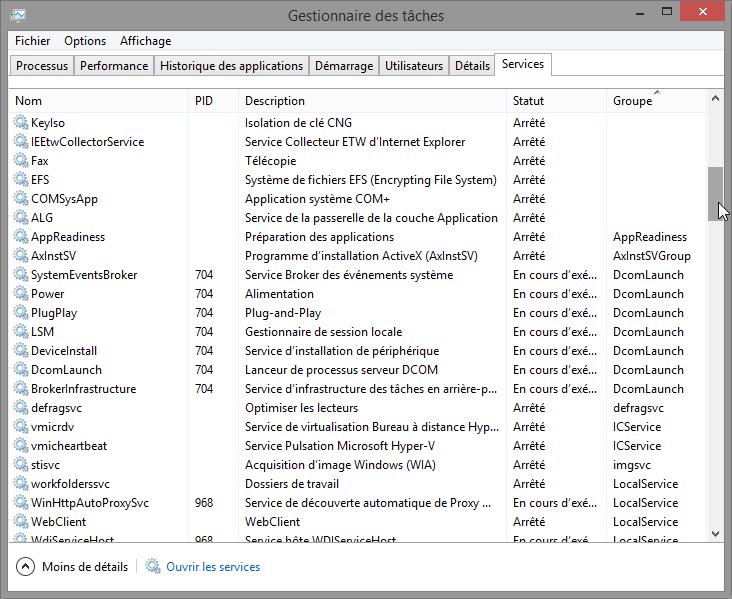 Gestionnaire des tâches
Fichier Options Affichage
Processus Performance Historique des applications Démarrage Utilisateurs Détails Services
Nom PID Description Statut Groupe
KeyIso Isolation de clé CNG Arrêté
IEEtwCollectorService Service Collecteur ETW d'Internet Explorer Arrêté
Fax Télécopie Arrêté
EFS Système de fichiers EFS (Encrypting File System) Arrêté
COMSysApp Application système COM+ Arrêté
ALG Service de la passerelle de la couche Application Arrêté
AppReadiness Préparation des applications Arrêté AppReadiness
AxInstSV Programme d'installation ActiveX (AxInstSV) Arrêté AxInstSVGroup
SystemEventsBroker 704 Service Broker des événements système En cours d'exé... DcomLaunch
Power 704 Alimentation En cours d'exé... DcomLaunch
PlugPlay 704 Plug-and-Play En cours d'exé... DcomLaunch
LSM 704 Gestionnaire de session locale En cours d'exé... DcomLaunch
DeviceInstall 704 Service d'installation de périphérique En cours d'exé... DcomLaunch
DcomLaunch 704 Lanceur de processus serveur DCOM En cours d'exé... DcomLaunch
BrokerInfrastructure 704 Service d'infrastructure des tâches en arrière-p... En cours d'exé... DcomLaunch
defragsvc Optimiser les lecteurs Arrêté defragsvc
vmicrdv Service de virtualisation Bureau à distance Hyp... Arrêté ICService
vmicheartbeat Service Pulsation Microsoft Hyper-V Arrêté ICService
stisvc Acquisition d'image Windows (WIA) Arrêté imgsvc
workfolderssvc Dossiers de travail Arrêté LocalService
WinHttpAutoProxySvc 968 Service de découverte automatique de Proxy ... En cours d'exé... LocalService
WebClient WebClient Arrêté LocalService
WdiServiceHost 968 Service hôte WDIServiceHost En cours d'exé... LocalService
Moins de détails Ouvrir les services